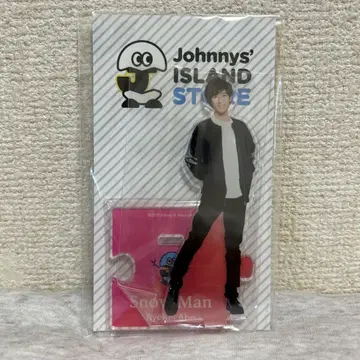 Johnnys'
ISLAND
STORE
Snow Man